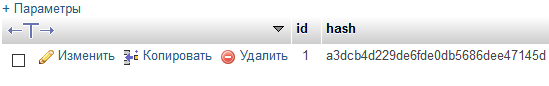 + Параметры
←T→ id hash
Изменить Копировать Удалить 1 a3dcb4d229de6fde0db5686dee47145d